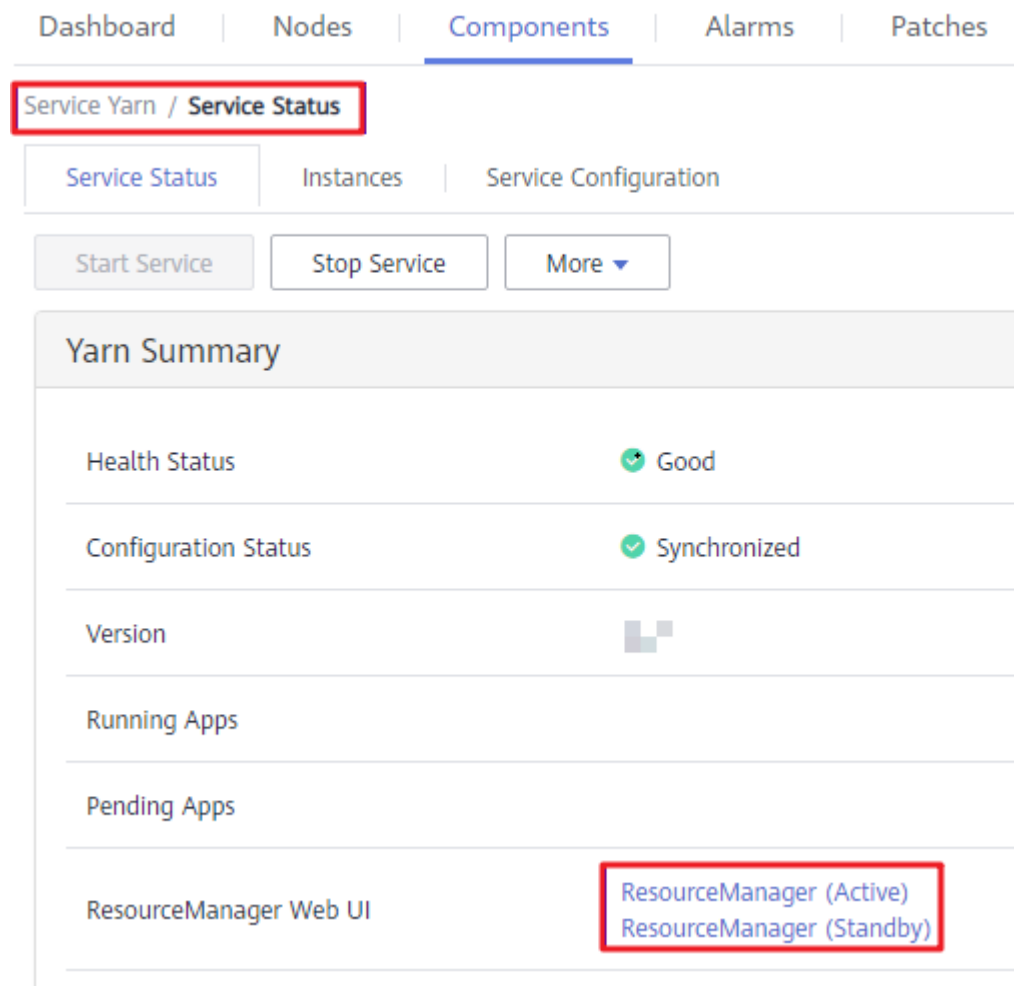 Dashboard Nodes Components Alarms Patches
Service Yarn / Service Status
Service Status Instances Service Configuration
Start Service Stop Service More
Yarn Summary
Health Status Good
Configuration Status Synchronized
Version
Running Apps
Pending Apps
ResourceManager Web UI ResourceManager (Active)
ResourceManager (Standby)